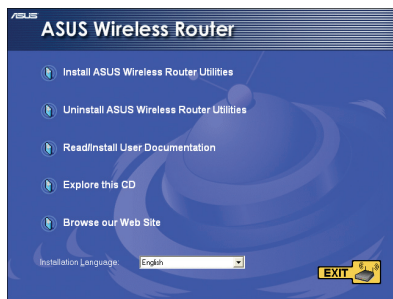 ASUS
ASUS Wireless Router
Install ASUS Wireless Router Utilities
Uninstall ASUS Wireless Router Utilities
Read/Install User Documentation
Explore this CD
Browse our Web Site
Installation Language: English
EXIT